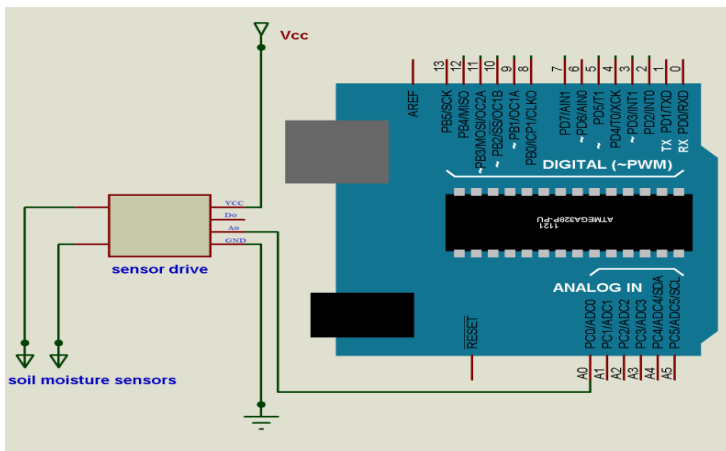 Vcc
AREF
13
12
11
10
9
8
7
6
5
4
3
2
1
0
PB5/SCK
PB4/MISO
~PB3/MOSI/OC2A
~PB2/SS/OC1B
~PB1/OC1A
PB0/ICP1/CLKO
PD7/AIN1
~PD6/AIN0
~PD5/T1
PD4/T0/XCK
~PD3/INT1
PD2/INT0
TX PD1/TXD
RX PD0/RXD
DIGITAL (~PWM)
VCC
Do
Ao
GND
sensor drive
ATMEGA328P-PU
1121
ANALOG IN
RESET
PC0/ADC0
PC1/ADC1
PC2/ADC2
PC3/ADC3
PC4/ADC4/SDA
PC5/ADC5/SCL
A0
A1
A2
A3
A4
A5
soil moisture sensors